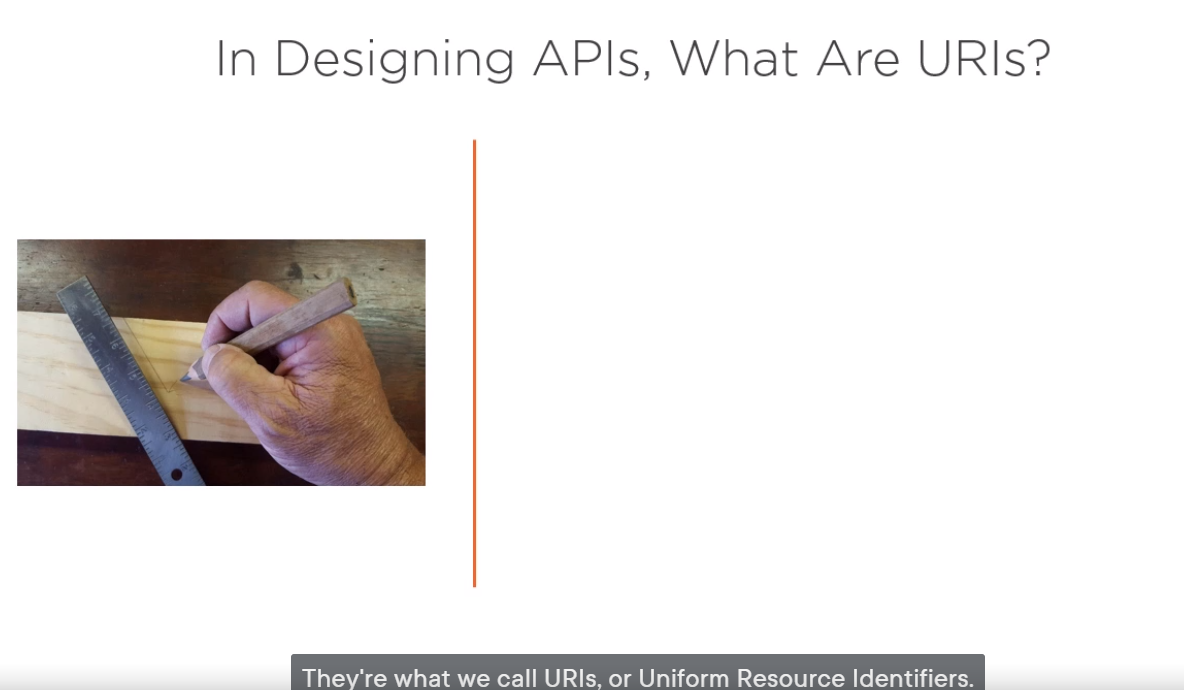 In Designing APIs, What Are URIs?
They're what we call URIs, or Uniform Resource Identifiers.